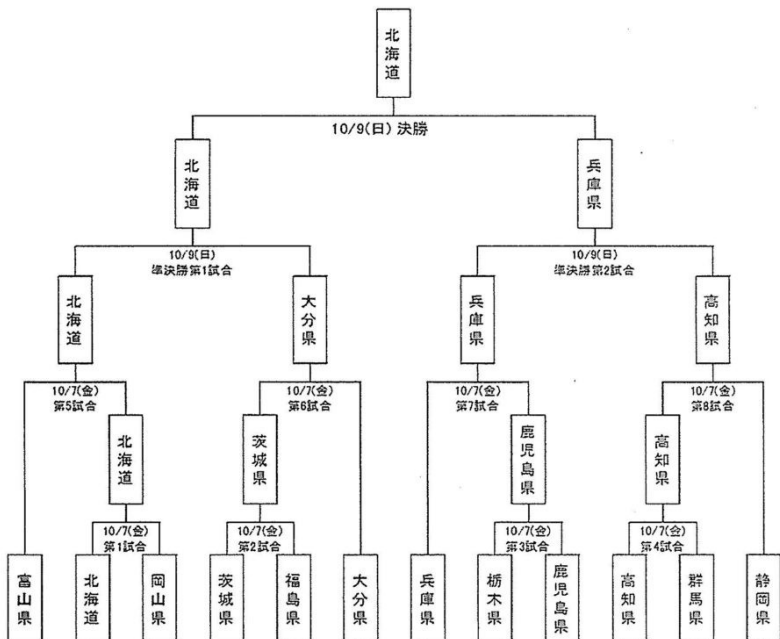 北海道
10/9(日) 決勝
北海道
兵庫県
10/9(日)
準決勝第1試合
10/9(日)
準決勝第2試合
北海道
大分県
兵庫県
高知県
10/7(金)
第5試合
10/7(金)
第6試合
10/7(金)
第7試合
10/7(金)
第8試合
北海道
茨城県
鹿児島県
高知県
10/7(金)
第1試合
10/7(金)
第2試合
10/7(金)
第3試合
10/7(金)
第4試合
富山県
北海道
岡山県
茨城県
福島県
大分県
兵庫県
栃木県
鹿児島県
高知県
群馬県
静岡県